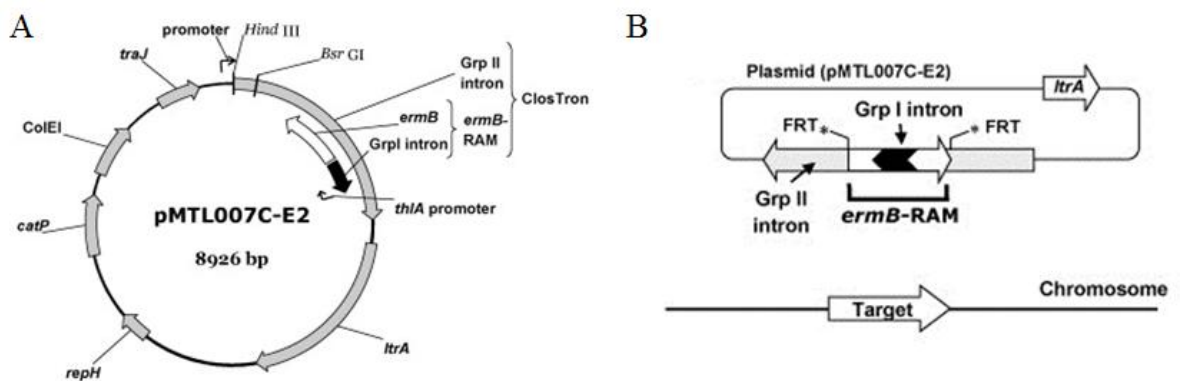 A
promoter
Hind III
traJ
Bsr GI
Grp II
intron
ClosTron
ermB
ermB-
RAM
GrpI intron
ColEI
thlA promoter
pMTL007C-E2
catP
8926 bp
ltrA
repH
B
Plasmid (pMTL007C-E2)
ltrA
Grp I intron
FRT*
* FRT
Grp II
intron
ermB-RAM
Chromosome
Target